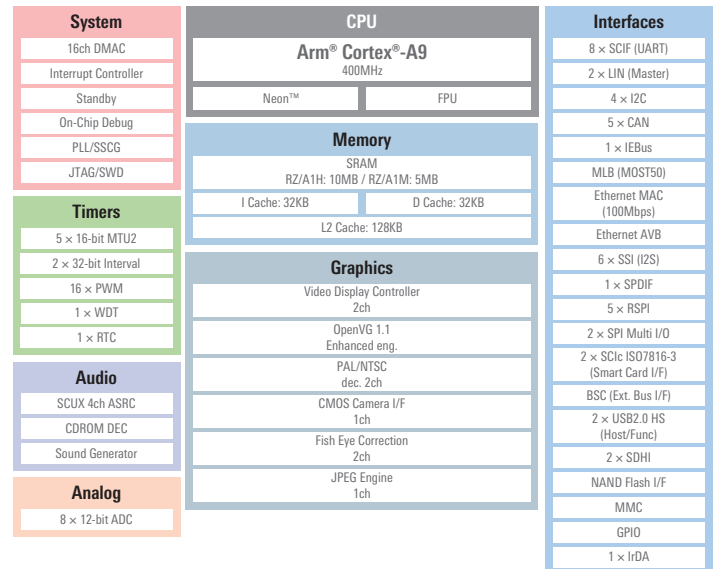 System
16ch DMAC
Interrupt Controller
Standby
On-Chip Debug
PLL/SSCG
JTAG/SWD
Timers
5 × 16-bit MTU2
2 × 32-bit Interval
16 × PWM
1 × WDT
1 × RTC
Audio
SCUX 4ch ASRC
CDROM DEC
Sound Generator
Analog
8 × 12-bit ADC
CPU
Arm® Cortex®-A9
400MHz
Neon™
FPU
Memory
SRAM
RZ/A1H: 10MB / RZ/A1M: 5MB
I Cache: 32KB
D Cache: 32KB
L2 Cache: 128KB
Graphics
Video Display Controller
2ch
OpenVG 1.1
Enhanced eng.
PAL/NTSC
dec. 2ch
CMOS Camera I/F
1ch
Fish Eye Correction
2ch
JPEG Engine
1ch
Interfaces
8 × SCIF (UART)
2 × LIN (Master)
4 × I2C
5 × CAN
1 × IEBus
MLB (MOST50)
Ethernet MAC
(100Mbps)
Ethernet AVB
6 × SSI (I2S)
1 × SPDIF
5 × RSPI
2 × SPI Multi I/O
2 × SCIc ISO7816-3
(Smart Card I/F)
BSC (Ext. Bus I/F)
2 × USB2.0 HS
(Host/Func)
2 × SDHI
NAND Flash I/F
MMC
GPIO
1 × IrDA